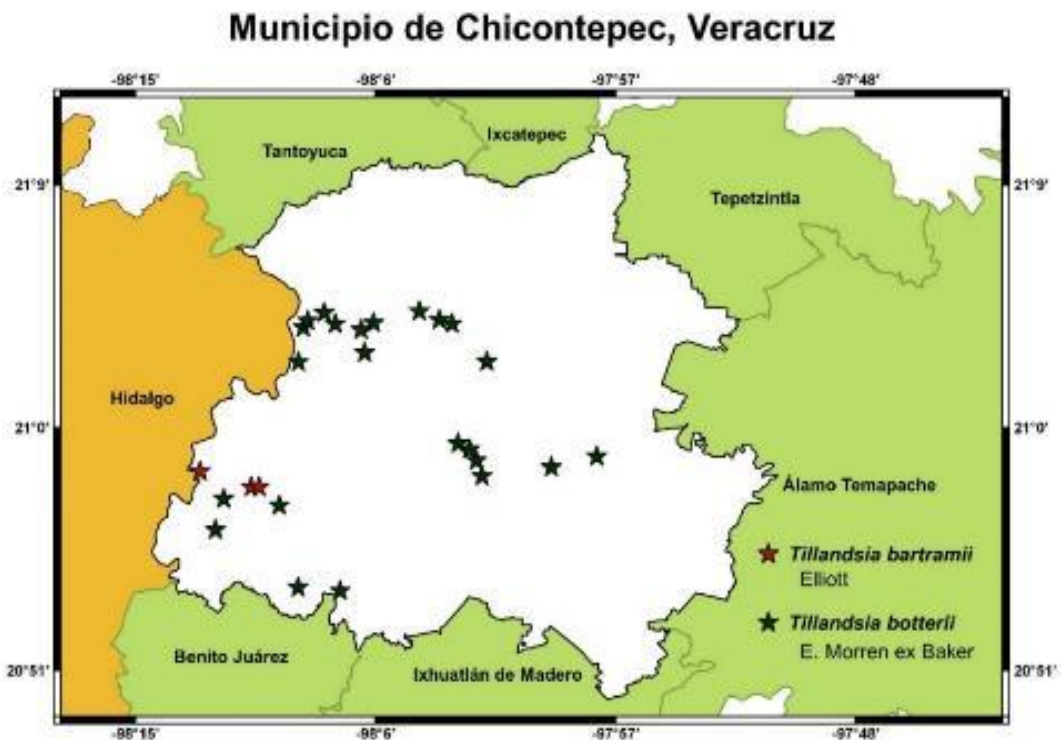 Municipio de Chicontepec, Veracruz
-98°15' -98°6' -97°57' -97°48'
Ixcatepec
Tantoyuca
21°9' 21°9'
Tepetzintla
Hidalgo
21°0' 21°0'
Álamo Temapache
Tillandsia bartramii
Elliott
Tillandsia botterii
E. Morren ex Baker
Benito Juárez
Ixhuatlán de Madero
20°51' 20°51'
-98°15' -98°6' -97°57' -97°48'